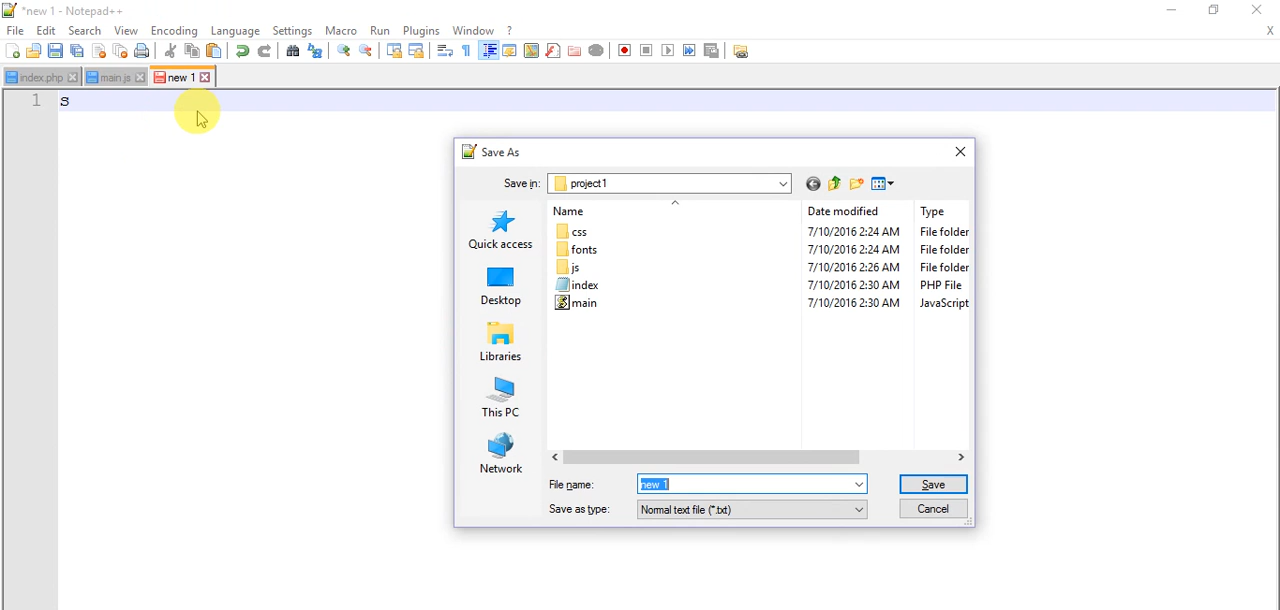 *new 1 - Notepad++
File Edit Search View Encoding Language Settings Macro Run Plugins Window ? X
index.php main.js new 1
1 s
Save As
Save in: project1
Name Date modified Type
css 7/10/2016 2:24 AM File folder
fonts 7/10/2016 2:24 AM File folder
js 7/10/2016 2:26 AM File folder
index 7/10/2016 2:30 AM PHP File
main 7/10/2016 2:30 AM JavaScript
Quick access
Desktop
Libraries
This PC
Network
File name: new 1 Save
Save as type: Normal text file (*.txt) Cancel